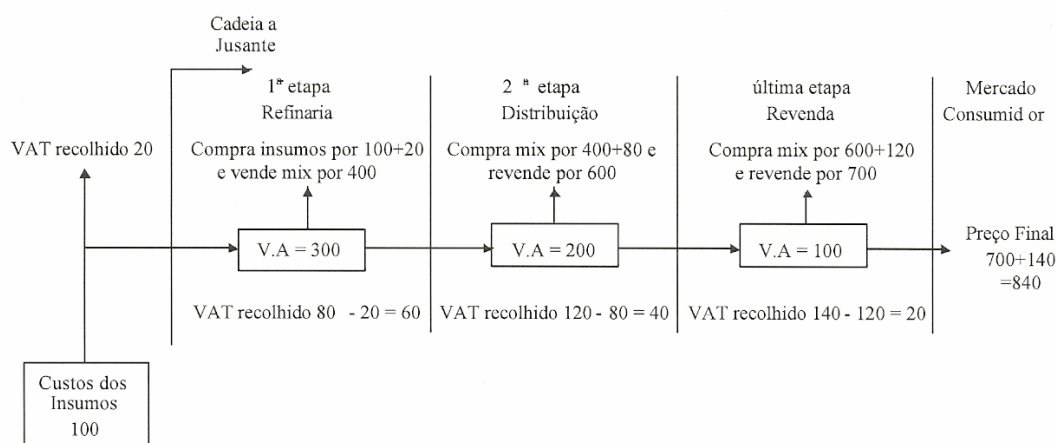 Cadeia a
Jusante
1ª etapa
Refinaria
2 ª etapa
Distribuição
última etapa
Revenda
Mercado
Consumid or
VAT recolhido 20
Compra insumos por 100+20
e vende mix por 400
Compra mix por 400+80 e
revende por 600
Compra mix por 600+120
e revende por 700
V.A = 300
V.A = 200
V.A = 100
Preço Final
700+140
=840
VAT recolhido 80 - 20 = 60
VAT recolhido 120 - 80 = 40
VAT recolhido 140 - 120 = 20
Custos dos
Insumos
100